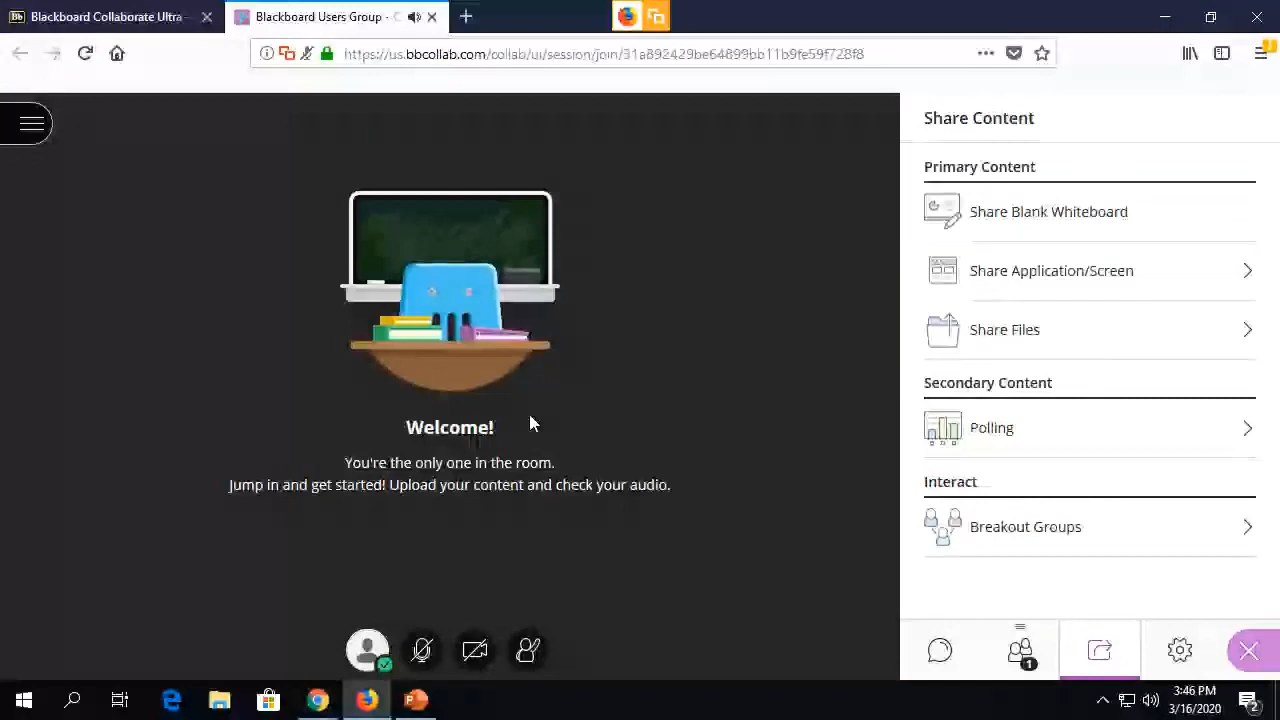 Bb Blackboard Collaborate Ultra
Blackboard Users Group - C
https://us.bbcollab.com/collab/ui/session/join/31a892429be64899bb11b9fe59f728f8
1
Share Content
Primary Content
Share Blank Whiteboard
Share Application/Screen
Share Files
Secondary Content
Polling
Interact
Breakout Groups
Welcome!
You're the only one in the room.
Jump in and get started! Upload your content and check your audio.
1
3:46 PM
3/16/2020
2